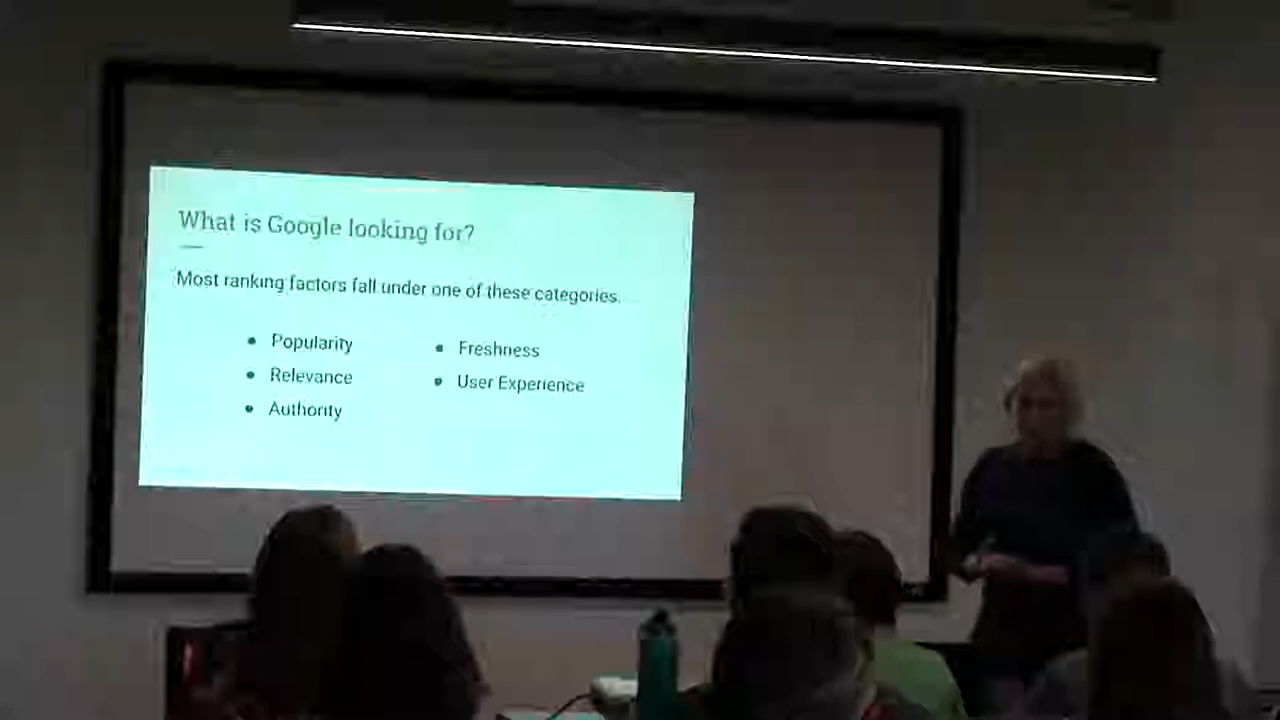 What is Google looking for?
Most ranking factors fall under one of these categories.
Popularity
Relevance
Authority
Freshness
User Experience